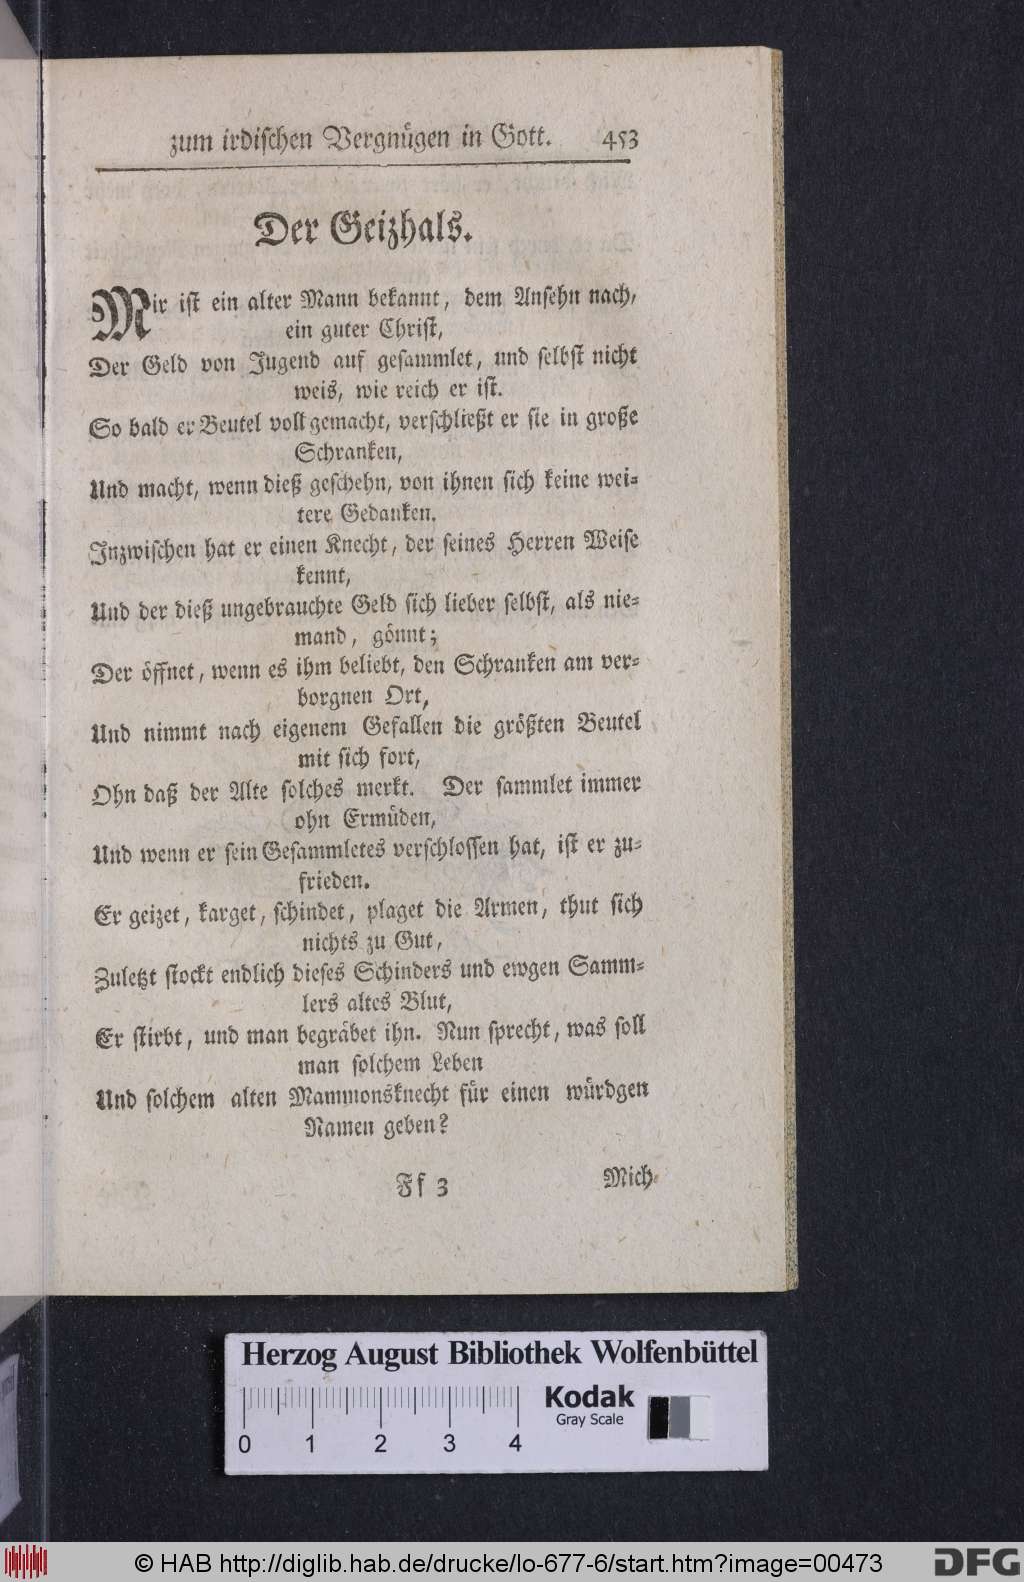 zum irdiſchen Vergnügen in Gott. 453
Der Geizhals.
Mir iſt ein alter Mann bekannt, dem Anſehn nach,
ein guter Chriſt,
Der Geld von Jugend auf geſammlet, und ſelbſt nicht
weis, wie reich er iſt.
So bald er Beutel voll gemacht, verſchließt er ſie in große
Schranken,
Und macht, wenn dieß geſchehn, von ihnen ſich keine wei-
tere Gedanken.
Inzwiſchen hat er einen Knecht, der ſeines Herren Weiſe
kennt,
Und der dieß ungebrauchte Geld ſich lieber ſelbſt, als nie-
mand, gönnt;
Der öffnet, wenn es ihm beliebt, den Schranken am ver-
borgnen Ort,
Und nimmt nach eigenem Gefallen die größten Beutel
mit ſich fort,
Ohn daß der Alte ſolches merkt. Der ſammlet immer
ohn Ermüden,
Und wenn er ſein Geſammletes verſchloſſen hat, iſt er zu-
frieden.
Er geizet, karget, ſchindet, plaget die Armen, thut ſich
nichts zu Gut,
Zuletzt ſtockt endlich dieſes Schinders und ewgen Samm-
lers altes Blut,
Er ſtirbt, und man begräbet ihn. Nun ſprecht, was ſoll
man ſolchem Leben
Und ſolchem alten Mammonsknecht für einen würdgen
Namen geben?
Ff 3 Mich-
Herzog August Bibliothek Wolfenbüttel
Kodak
Gray Scale
0 1 2 3 4
© HAB http://diglib.hab.de/drucke/lo-677-6/start.htm?image=00473
DFG